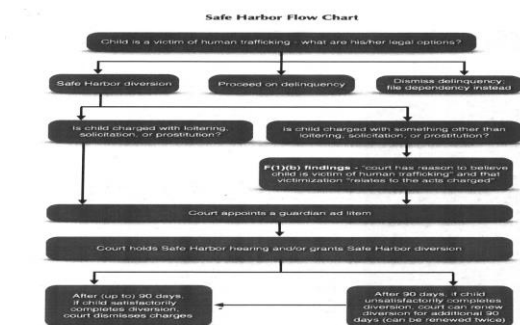 Safe Harbor Flow Chart
Child is a victim of human trafficking - what are his/her legal options?
Safe Harbor diversion
Proceed on delinquency
Dismiss delinquency;
file dependency instead
Is child charged with loitering,
solicitation, or prostitution?
Is child charged with something other than
loitering, solicitation, or prostitution?
F(1)(b) findings - "court has reason to believe
child is victim of human trafficking" and that
victimization "relates to the acts charged"
Court appoints a guardian ad litem
Court holds Safe Harbor hearing and/or grants Safe Harbor diversion
After (up to) 90 days,
if child satisfactorily
completes diversion,
court dismisses charges
After 90 days, if child
unsatisfactorily completes
diversion, court can renew
diversion for additional 90
days (can be renewed twice)